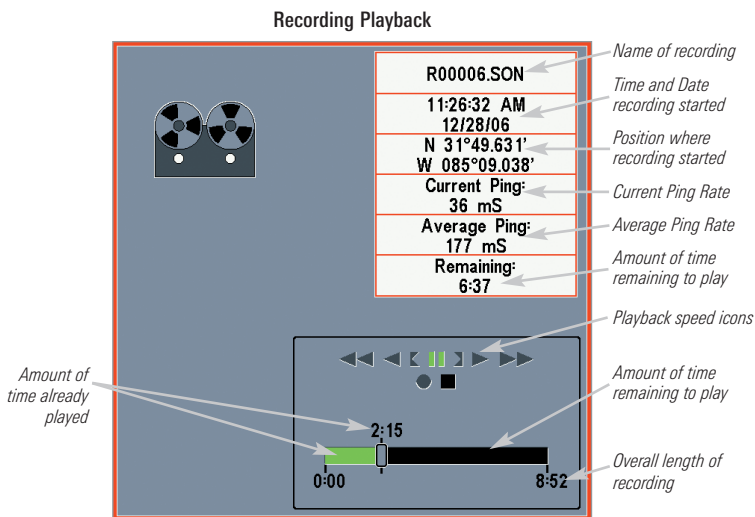 Recording Playback
R00006.SON
11:26:32 AM
12/28/06
N 31°49.631'
W 085°09.038'
Current Ping:
36 mS
Average Ping:
177 mS
Remaining:
6:37
Name of recording
Time and Date
recording started
Position where
recording started
Current Ping Rate
Average Ping Rate
Amount of time
remaining to play
Playback speed icons
Amount of time
remaining to play
Overall length of
recording
Amount of
time already
played
2:15
0:00
8:52